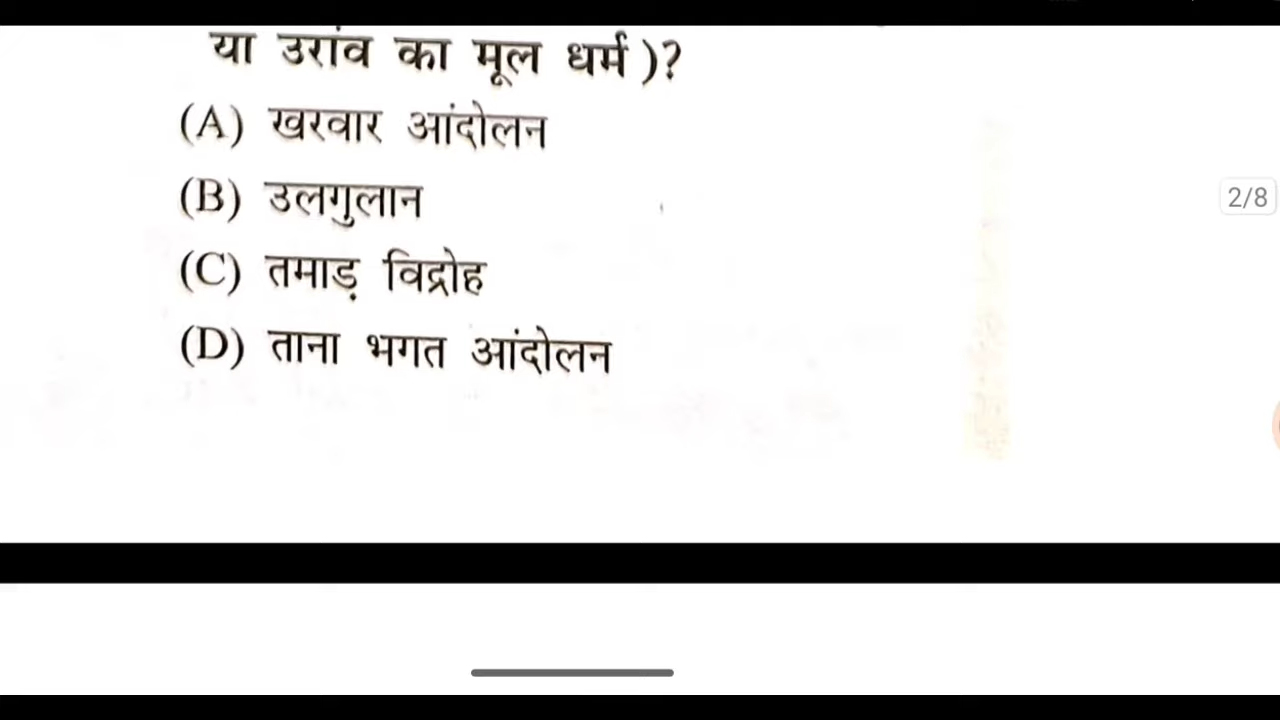 या उरांव का मूल धर्म )?
(A) खरवार आंदोलन
(B) उलगुलान
(C) तमाड़ विद्रोह
(D) ताना भगत आंदोलन
2/8